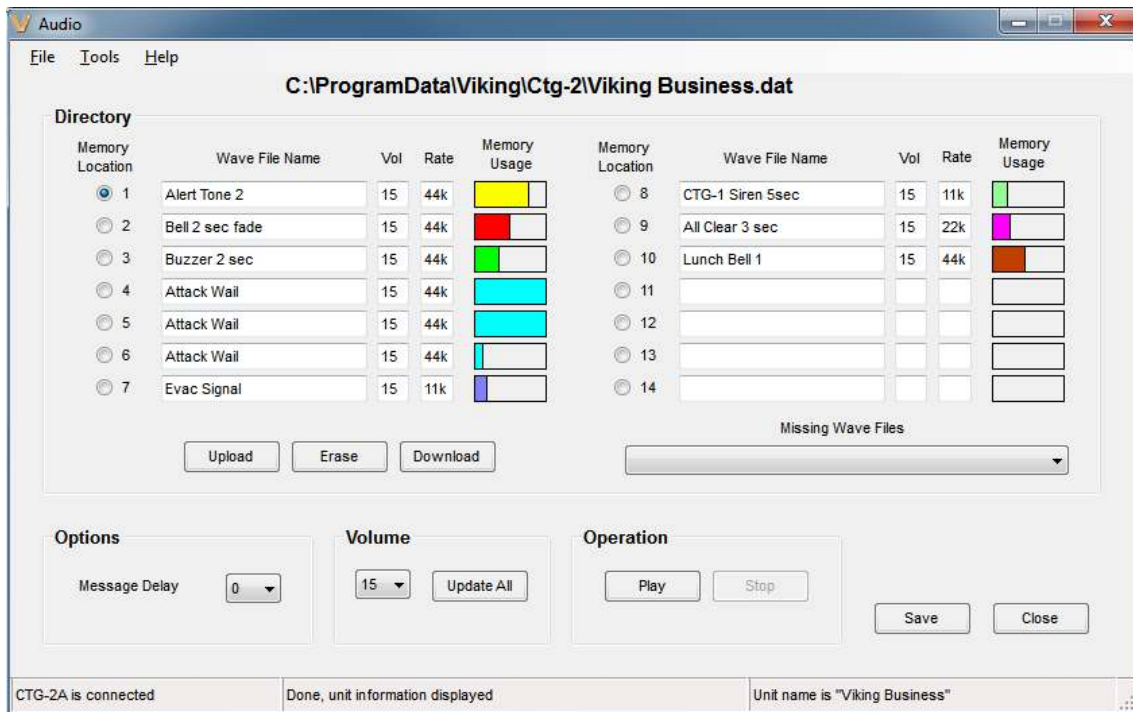 Audio
File Tools Help
C:\ProgramData\Viking\Ctg-2\Viking Business.dat
Directory
Memory Location Wave File Name Vol Rate Memory Usage
1 Alert Tone 2 15 44k
2 Bell 2 sec fade 15 44k
3 Buzzer 2 sec 15 44k
4 Attack Wail 15 44k
5 Attack Wail 15 44k
6 Attack Wail 15 44k
7 Evac Signal 15 11k
Memory Location Wave File Name Vol Rate Memory Usage
8 CTG-1 Siren 5sec 15 11k
9 All Clear 3 sec 15 22k
10 Lunch Bell 1 15 44k
11
12
13
14
Upload Erase Download
Missing Wave Files
Options
Message Delay 0
Volume
15 Update All
Operation
Play Stop
Save Close
CTG-2A is connected Done, unit information displayed Unit name is "Viking Business"